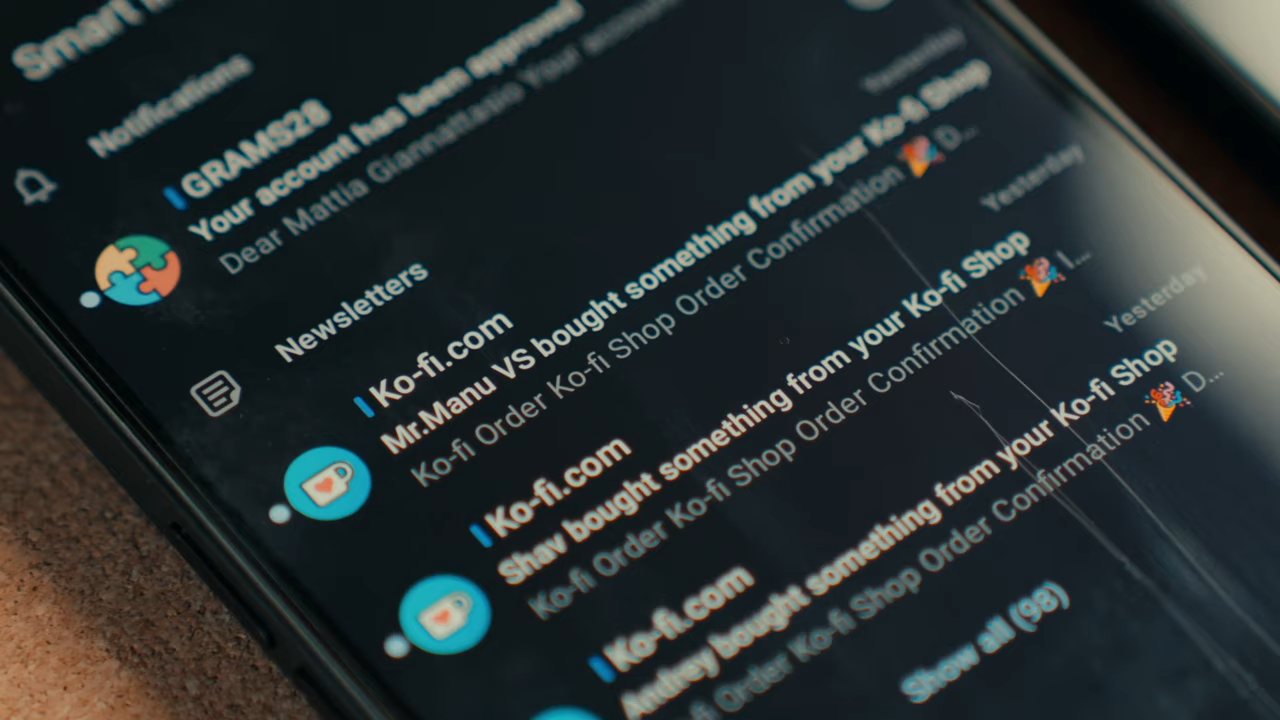 Smart
Notifications
GRAMS28
Your account has been approved
Dear Mattia Giannattasio Your account
Newsletters
Yesterday
Ko-fi.com
Mr.Manu VS bought something from your Ko-fi Shop
Ko-fi Order Ko-fi Shop Order Confirmation 🎉 D...
Yesterday
Ko-fi.com
Shav bought something from your Ko-fi Shop
Ko-fi Order Ko-fi Shop Order Confirmation 🎉 I...
Yesterday
Ko-fi.com
Audrey bought something from your Ko-fi Shop
Order Ko-fi Shop Order Confirmation 🎉 D...
Show all (98)